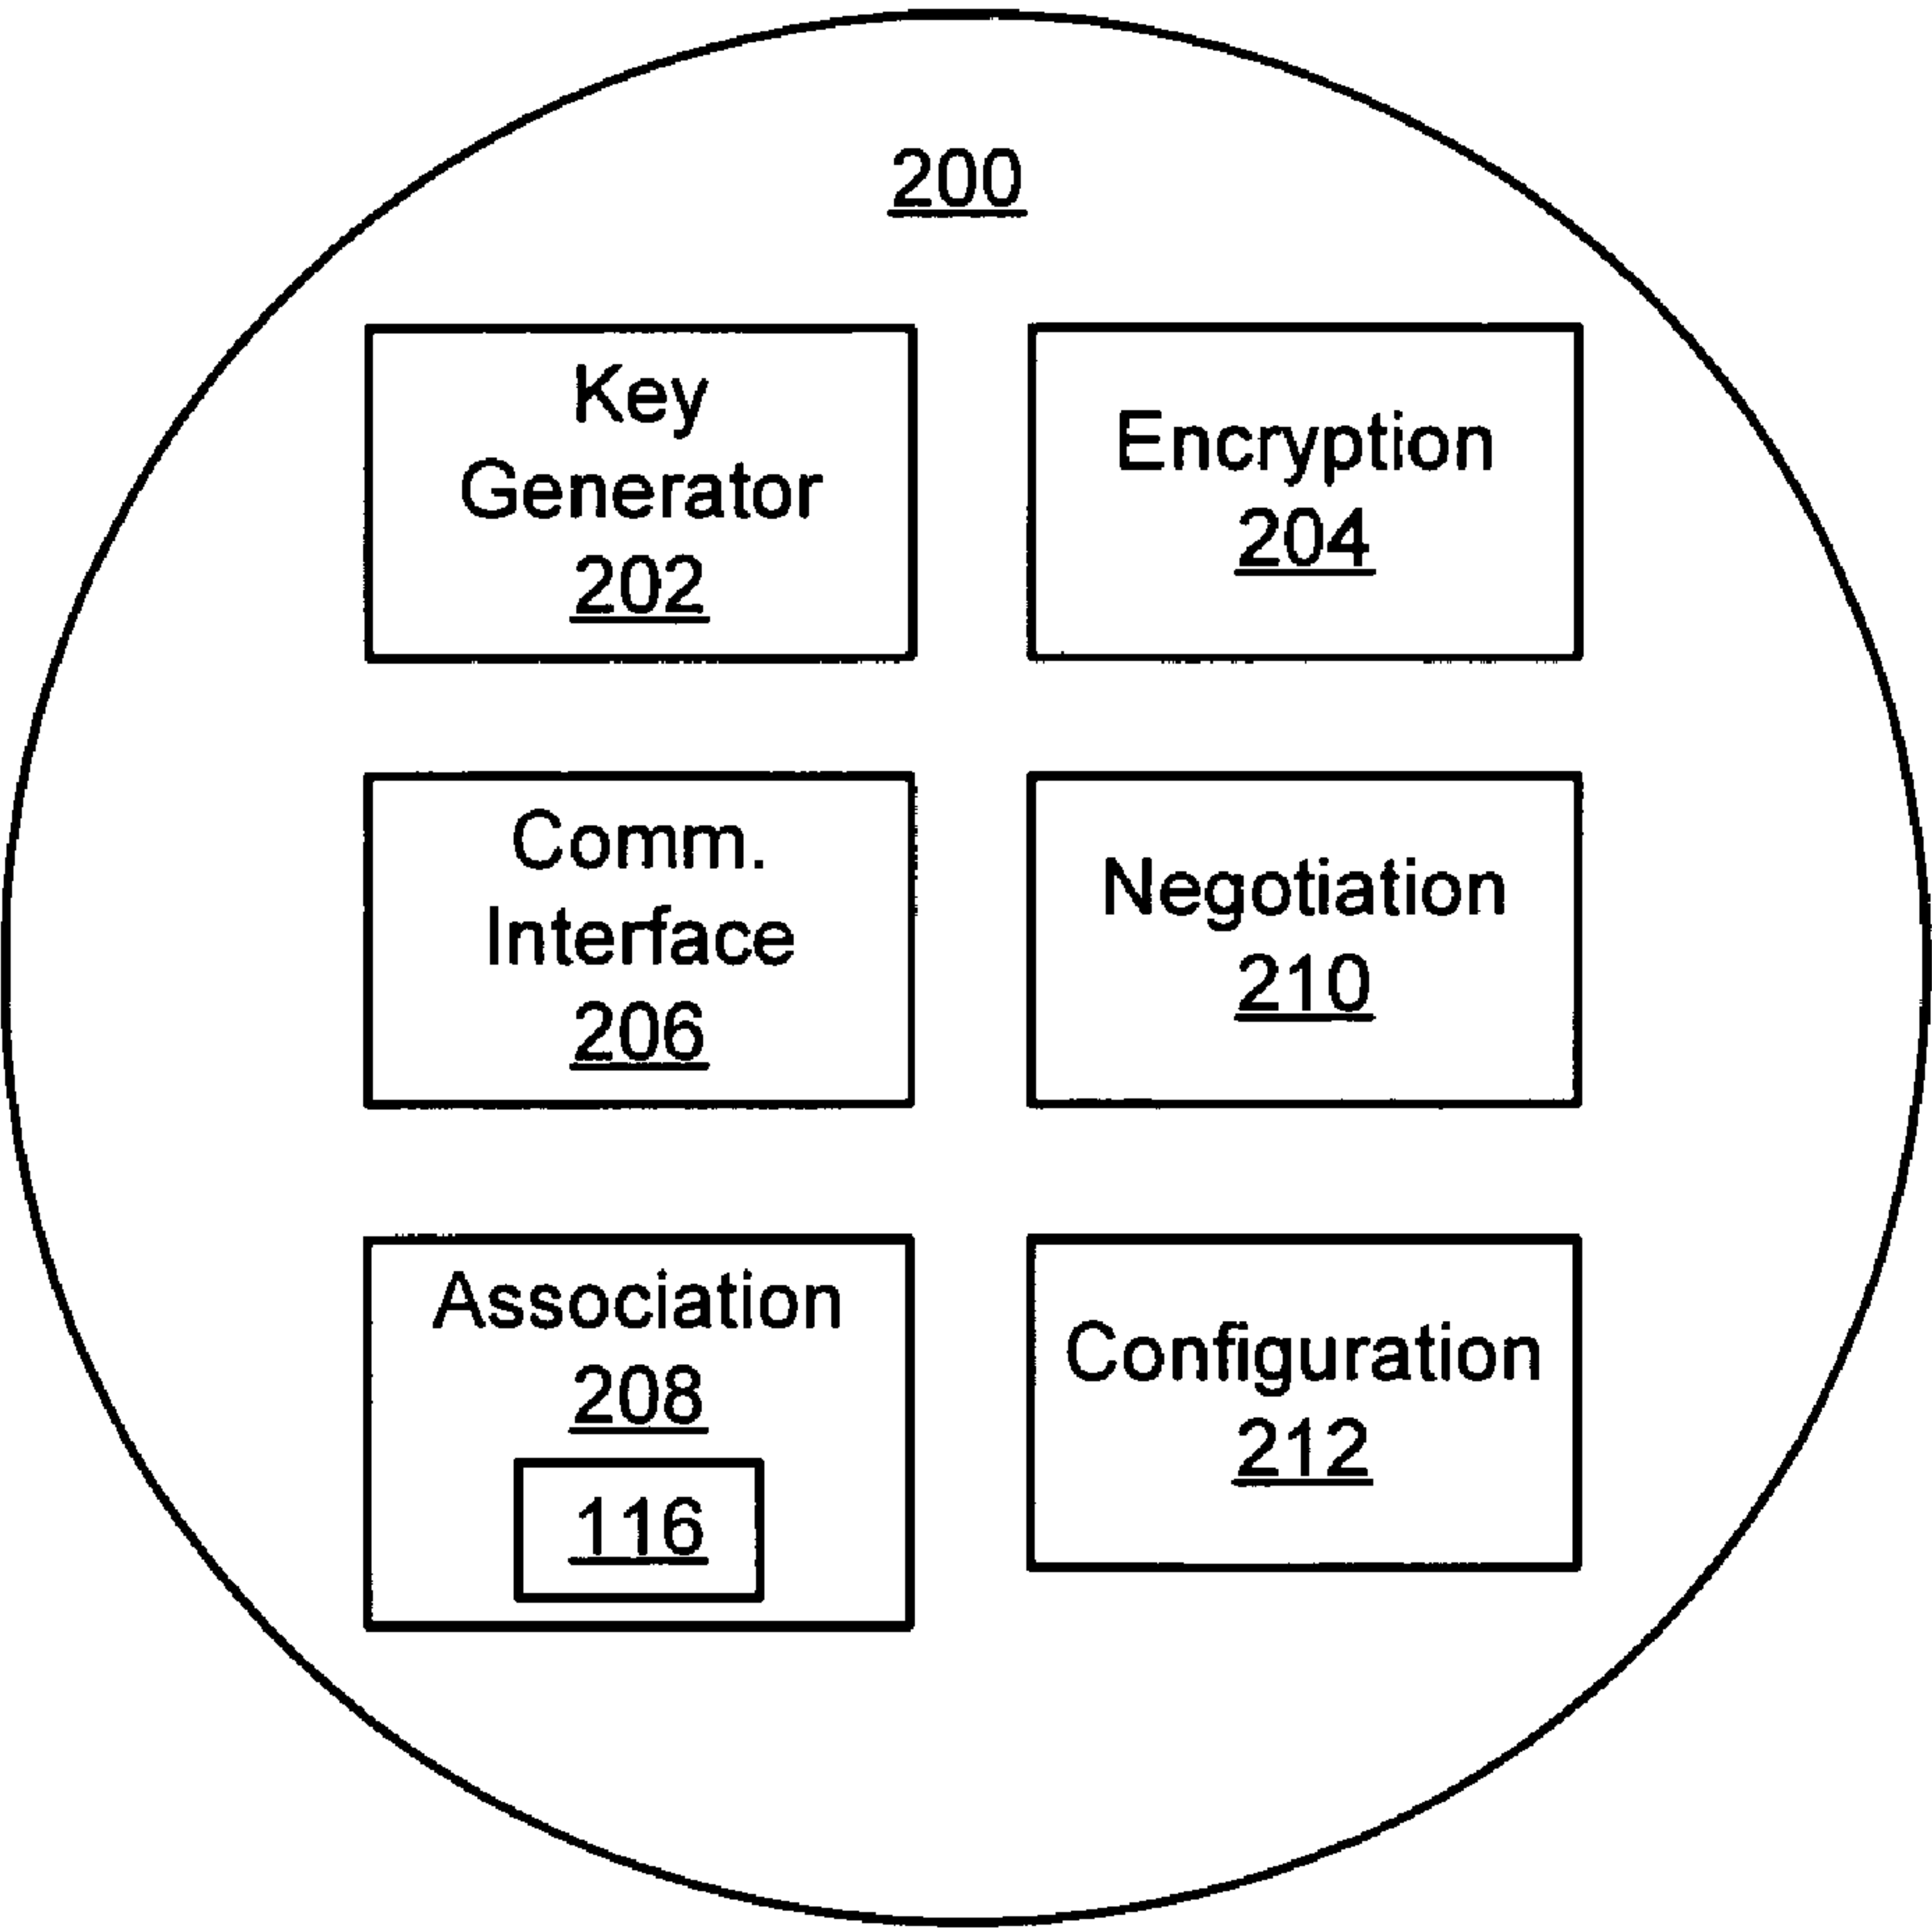 200
Key
Generator
202
Encryption
204
Comm.
Interface
206
Negotiation
210
Association
208
116
Configuration
212